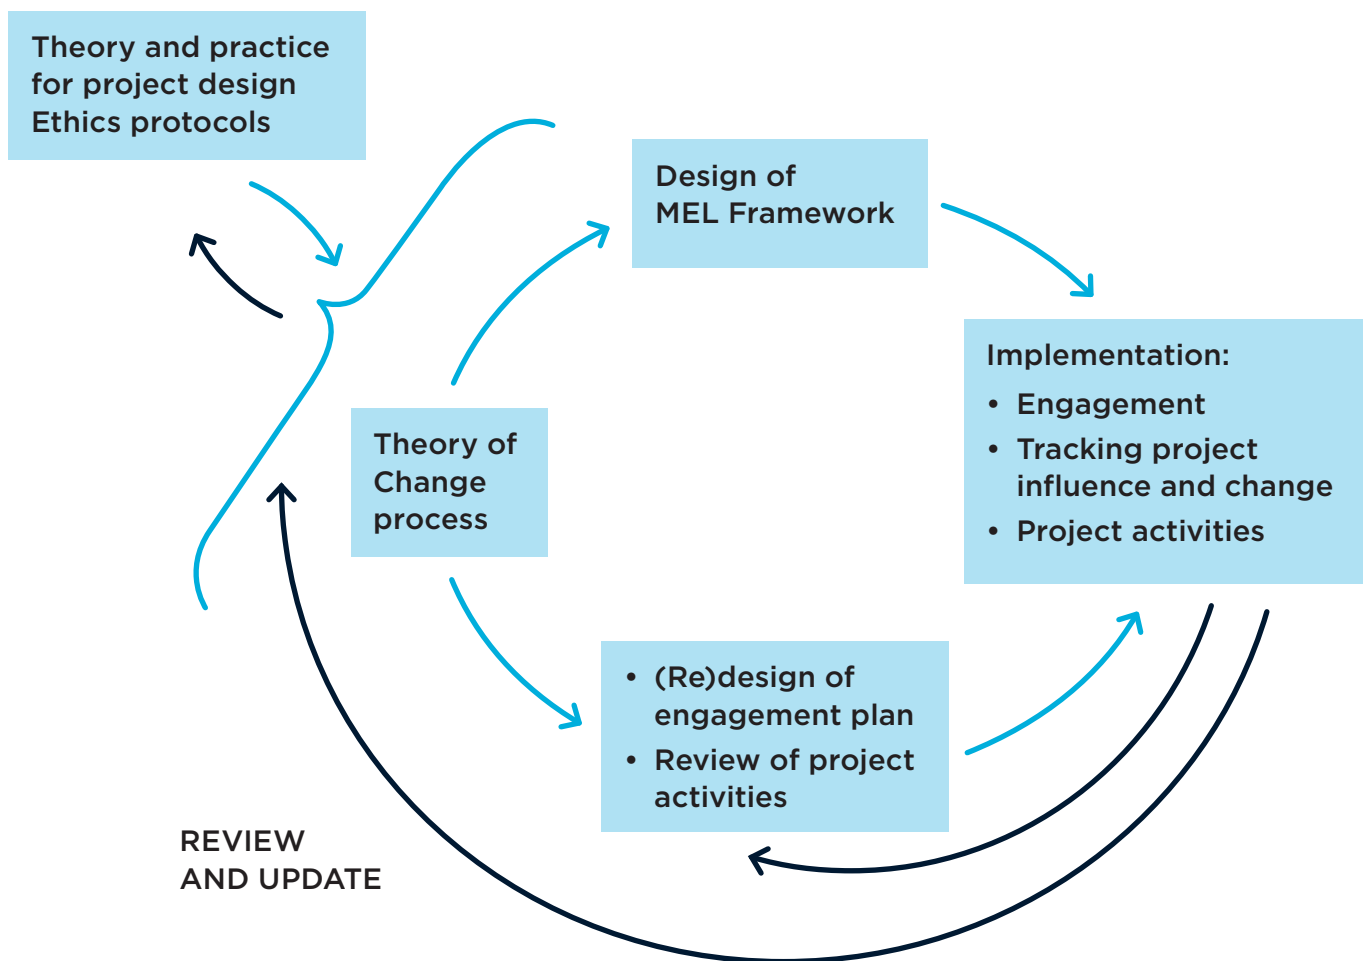 Theory and practice
for project design
Ethics protocols
Design of
MEL Framework
Implementation:
• Engagement
• Tracking project
influence and change
• Project activities
Theory of
Change
process
• (Re)design of
engagement plan
• Review of project
activities
REVIEW
AND UPDATE